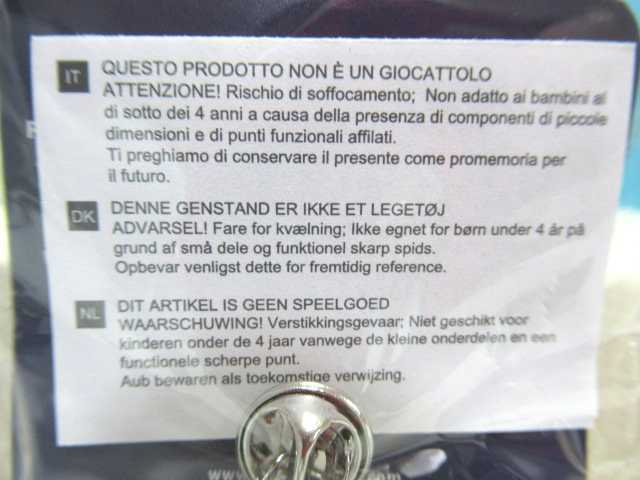 IT QUESTO PRODOTTO NON È UN GIOCATTOLO
ATTENZIONE! Rischio di soffocamento; Non adatto ai bambini al
di sotto dei 4 anni a causa della presenza di componenti di piccole
dimensioni e di punti funzionali affilati.
Ti preghiamo di conservare il presente come promemoria per
il futuro.
DK DENNE GENSTAND ER IKKE ET LEGETØJ
ADVARSEL! Fare for kvælning; Ikke egnet for børn under 4 år på
grund af små dele og funktionel skarp spids.
Opbevar venligst dette for fremtidig reference.
NL DIT ARTIKEL IS GEEN SPEELGOED
WAARSCHUWING! Verstikkingsgevaar; Niet geschikt voor
kinderen onder de 4 jaar vanwege de kleine onderdelen en een
functionele scherpe punt.
Aub bewaren als toekomstige verwijzing.